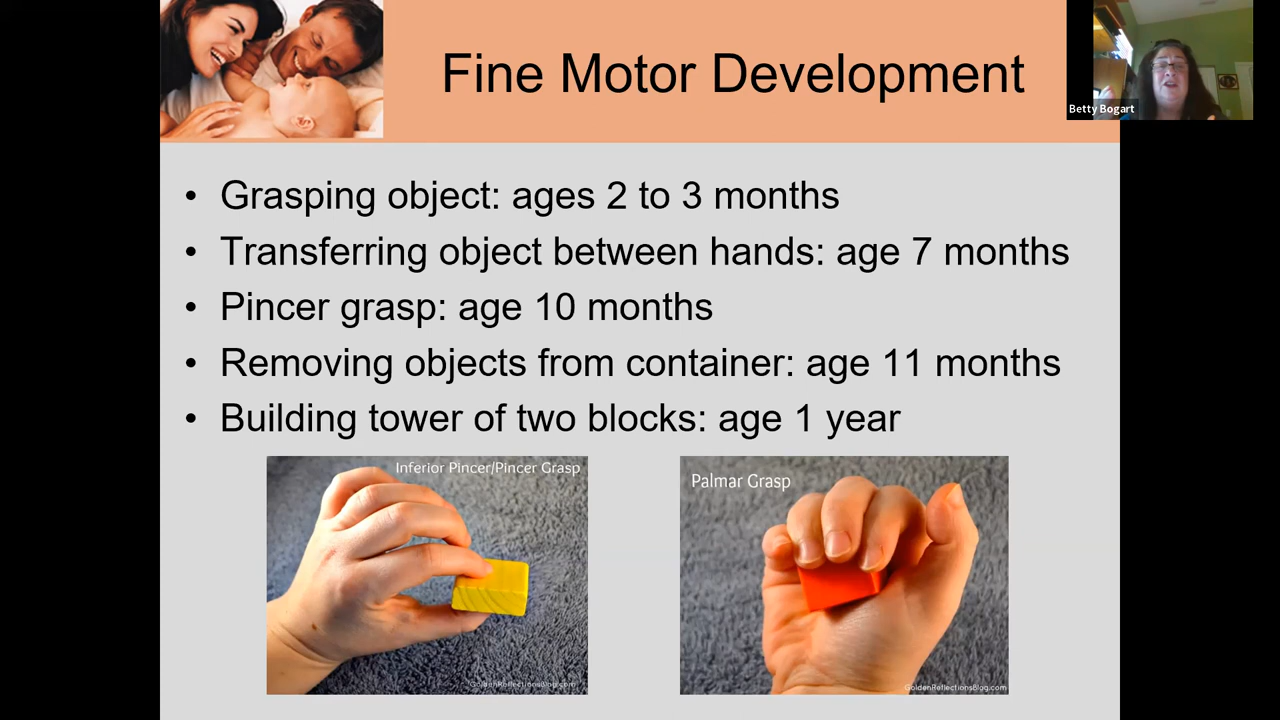 Fine Motor Development
Betty Bogart
• Grasping object: ages 2 to 3 months
• Transferring object between hands: age 7 months
• Pincer grasp: age 10 months
• Removing objects from container: age 11 months
• Building tower of two blocks: age 1 year
Inferior Pincer/Pincer Grasp
GoldenReflectionsBlog.com
Palmar Grasp
GoldenReflectionsBlog.com